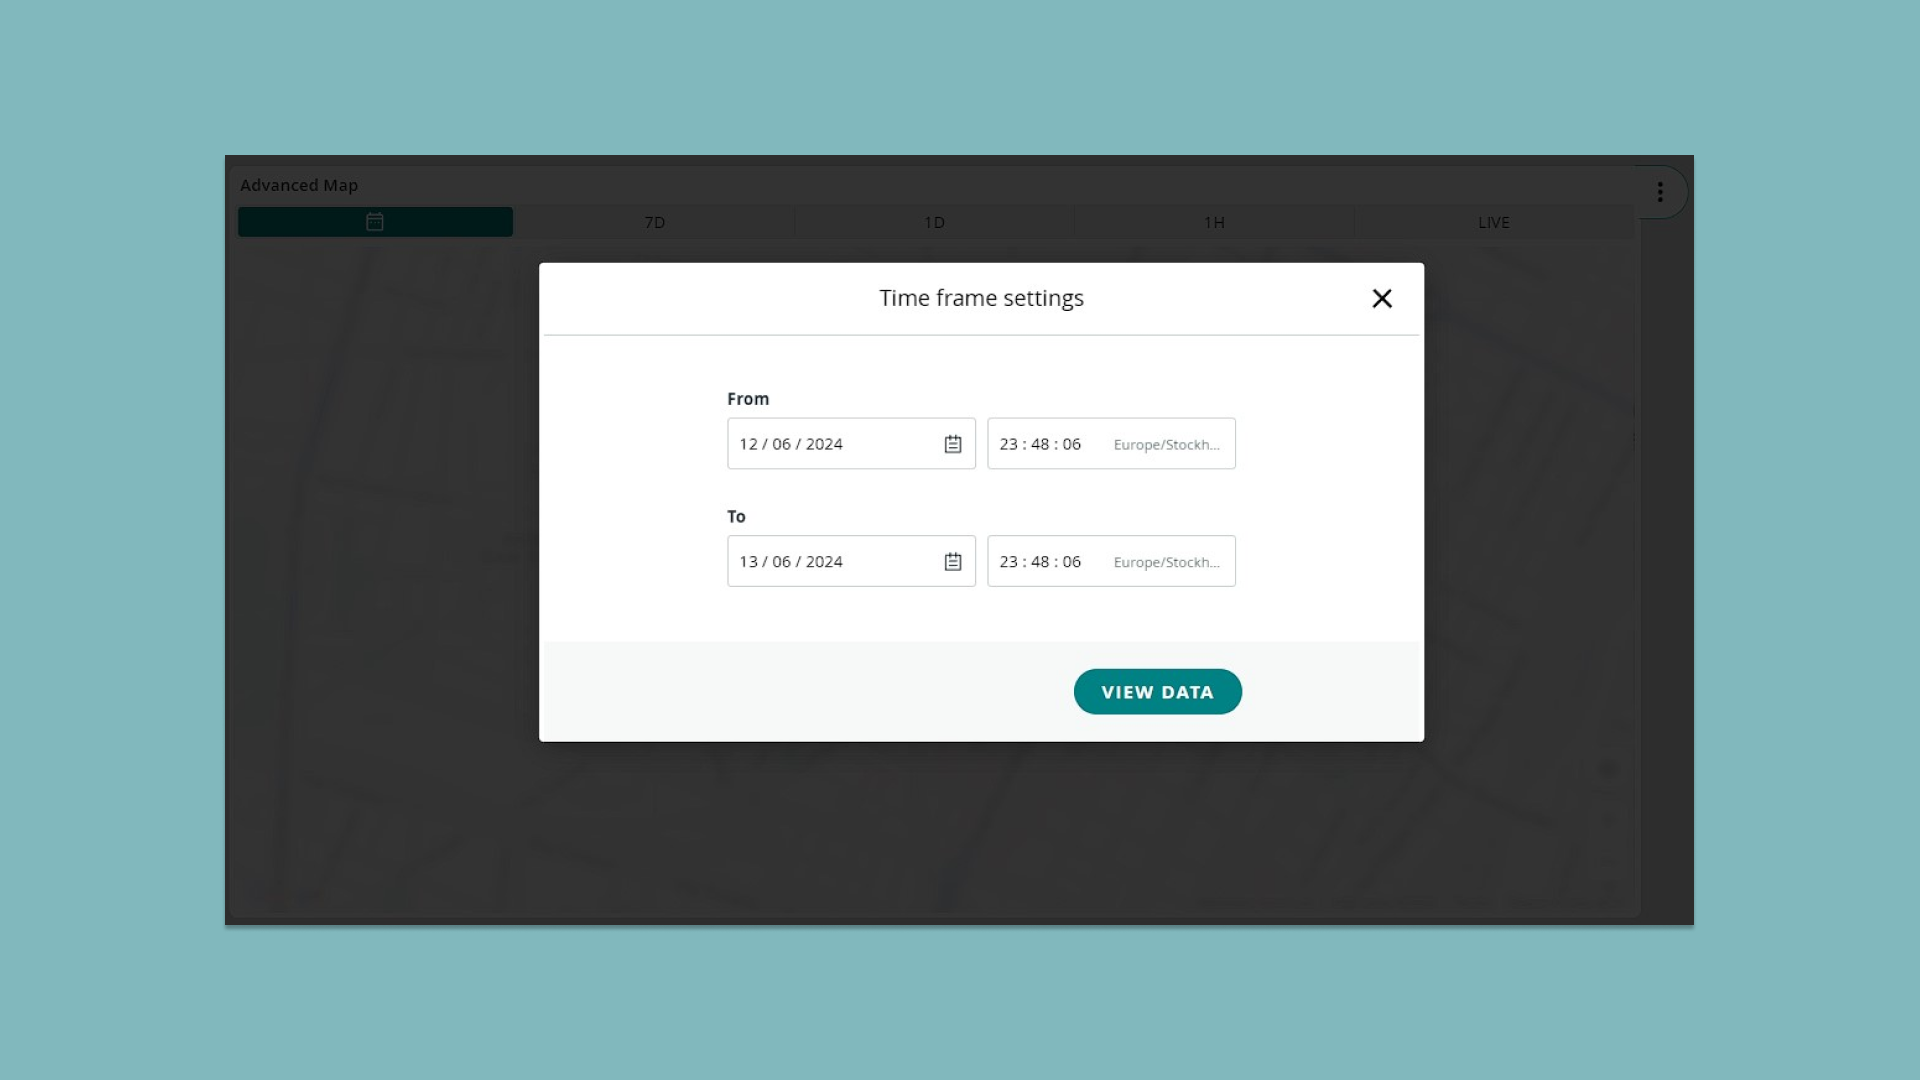 Advanced Map
7D
1D
1H
LIVE
Time frame settings
From
12 / 06 / 2024
23 : 48 : 06 Europe/Stockh...
To
13 / 06 / 2024
23 : 48 : 06 Europe/Stockh...
VIEW DATA